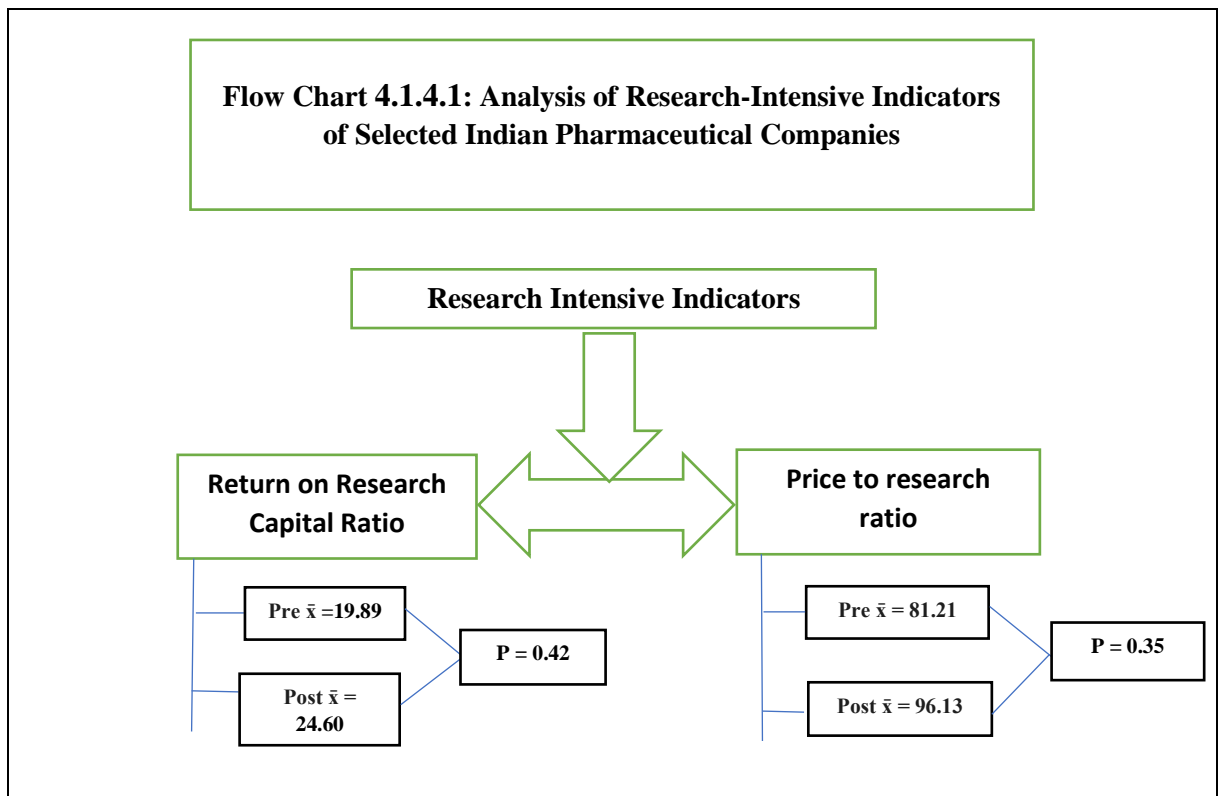 Flow Chart 4.1.4.1: Analysis of Research-Intensive Indicators
of Selected Indian Pharmaceutical Companies
Research Intensive Indicators
Return on Research
Capital Ratio
Price to research
ratio
Pre x̄ =19.89
P = 0.42
Post x̄ =
24.60
Pre x̄ = 81.21
P = 0.35
Post x̄ = 96.13